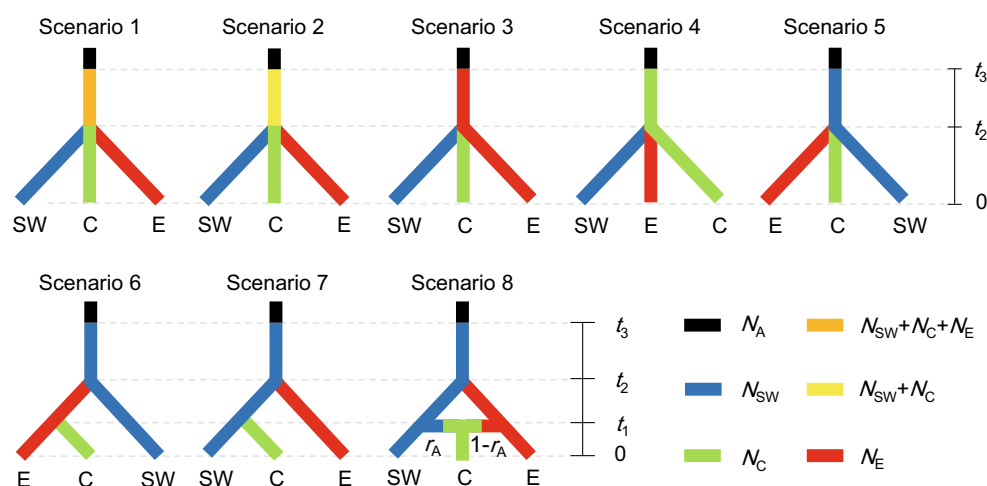 Scenario 1 Scenario 2 Scenario 3 Scenario 4 Scenario 5
t3
t2
0
SW C E SW C E SW C E SW E C E C SW
Scenario 6 Scenario 7 Scenario 8
t3
t2
t1
0
rA 1-rA
E C SW SW C E SW C E
NA NSW+NC+NE
NSW NSW+NC
NC NE